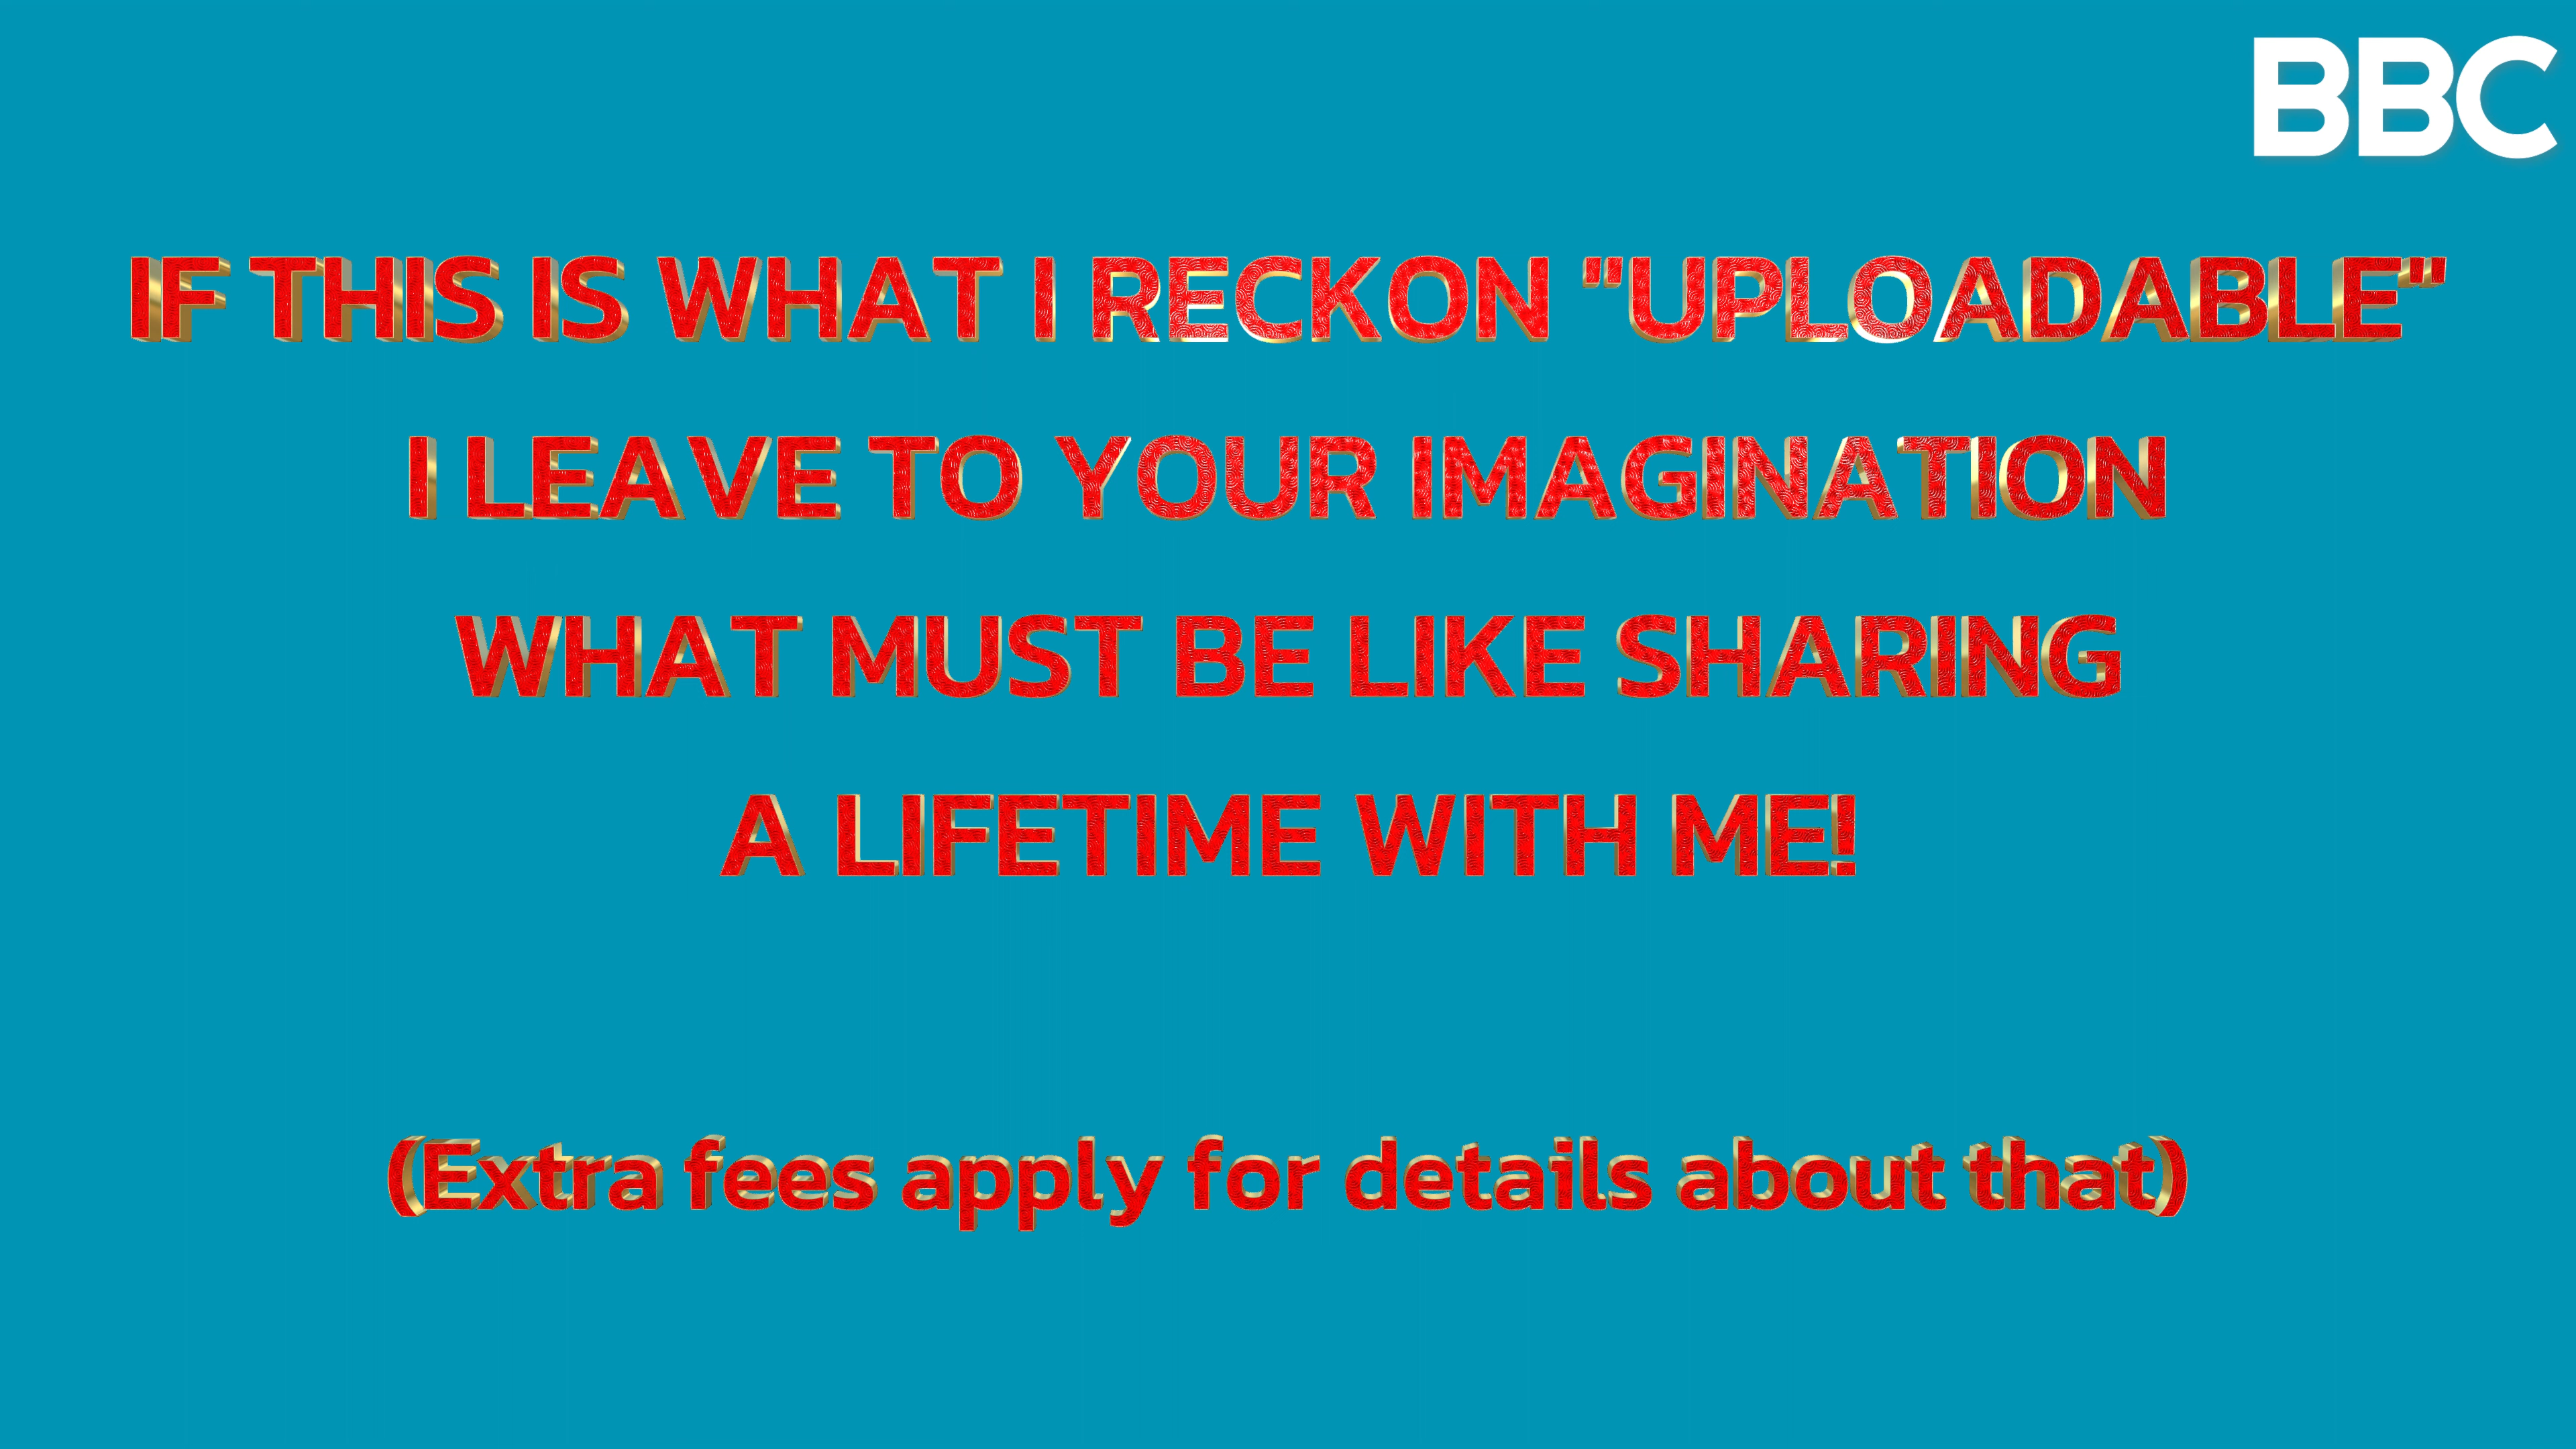 BBC
IF THIS IS WHAT I RECKON "UPLOADABLE"
I LEAVE TO YOUR IMAGINATION
WHAT MUST BE LIKE SHARING
A LIFETIME WITH ME!
(Extra fees apply for details about that)